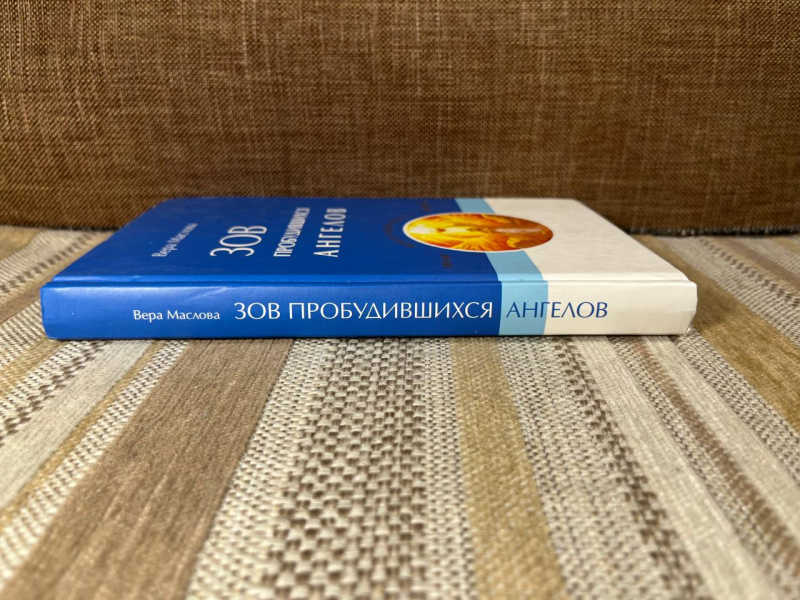 Вера Маслова
ЗОВ
ПРОБУДИВШИХСЯ
АНГЕЛОВ
Вера Маслова ЗОВ ПРОБУДИВШИХСЯ АНГЕЛОВ